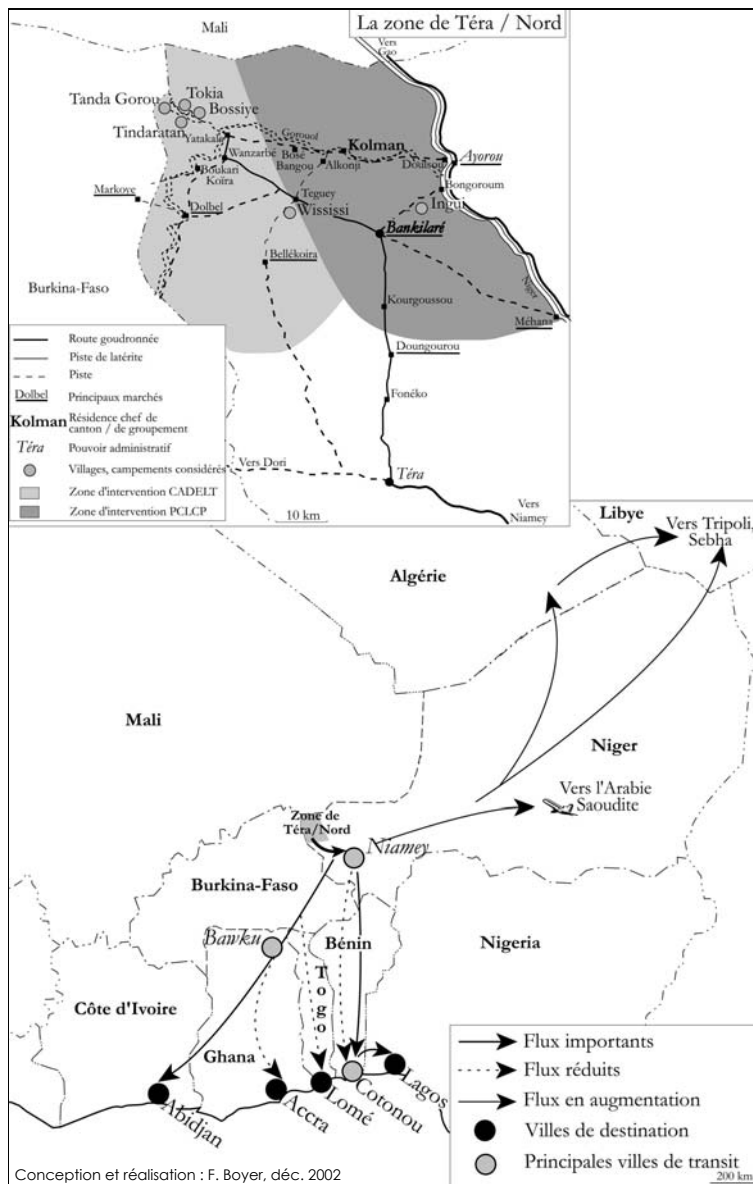 La zone de Téra / Nord
Mali
Vers
Gao
Tanda Gorou
Tokia
Bossiye
Tindaratan
Yatakala
Gorouol
Kolman
Wanzarbé
Bosé
Bangou
Alkonji
Doulsou
Ayorou
Boukari
Koïra
Bongoroum
Markoye
Teguey
Wississi
Ingui
Dolbel
Bankilaré
Bellékoira
Burkina-Faso
Niger
Kourgoussou
Méhana
Doungourou
Fonéko
Route goudronnée
Piste de latérite
Piste
Dolbel Principaux marchés
Kolman Résidence chef de
canton / de groupement
Téra Pouvoir administratif
Villages, campements considérés
Zone d'intervention CADELT
Zone d'intervention PCLCP
Vers Dori
Téra
10 km
Vers
Niamey
Libye
Vers Tripoli,
Sebha
Algérie
Mali
Niger
Vers l'Arabie
Saoudite
Zone de
Téra/Nord
Niamey
Burkina-Faso
Bawku
Bénin
Nigeria
Togo
Côte d'Ivoire
Ghana
Abidjan
Accra
Lomé
Cotonou
Lagos
Flux importants
Flux réduits
Flux en augmentation
Villes de destination
Principales villes de transit
200 km
Conception et réalisation : F. Boyer, déc. 2002